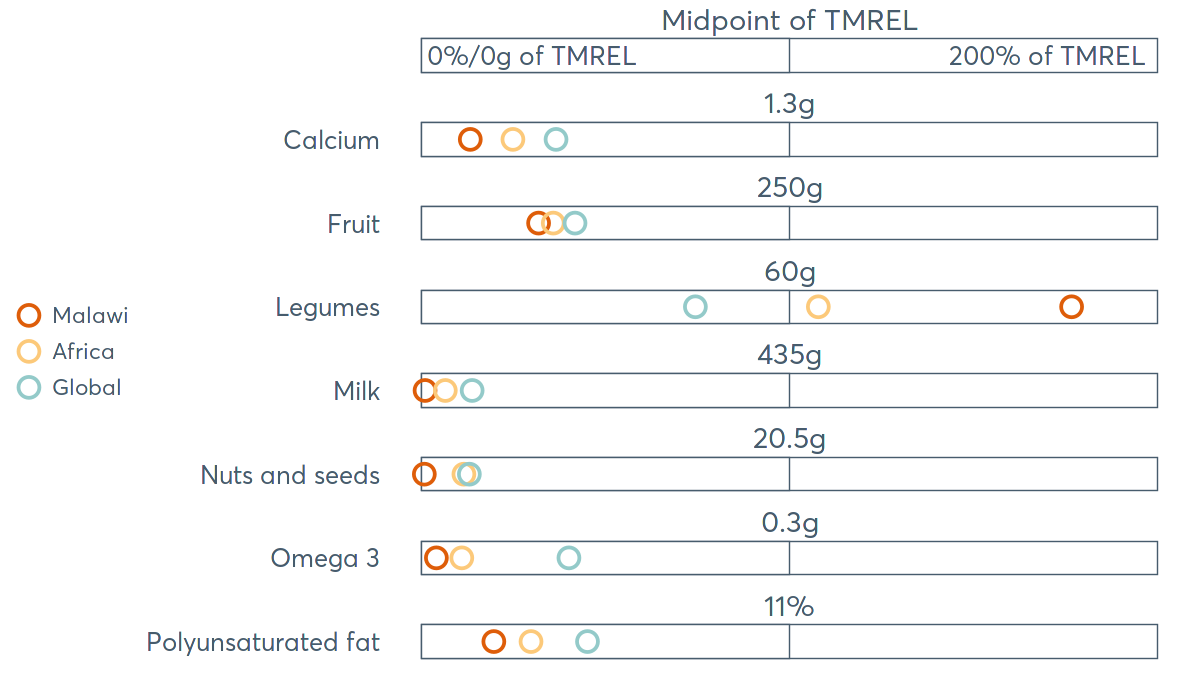 Midpoint of TMREL
0%/0g of TMREL 200% of TMREL
1.3g
Calcium
250g
Fruit
60g
Legumes
435g
Milk
20.5g
Nuts and seeds
0.3g
Omega 3
11%
Polyunsaturated fat
Malawi
Africa
Global